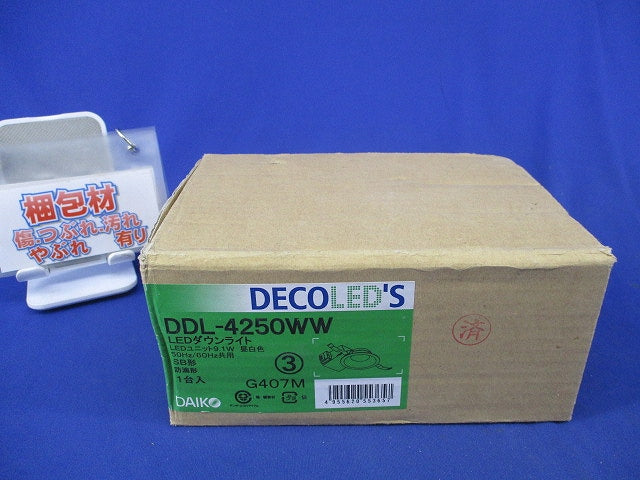 梱包材
傷.つぶれ.汚れ
やぶれ 有り
DECOLED'S
DDL-4250WW
LEDダウンライト
LEDユニット9.1W 昼白色
50Hz/60Hz共用
SB形
防滴形
1台入
③
G407M
DAIKO
4 955620 553657
済